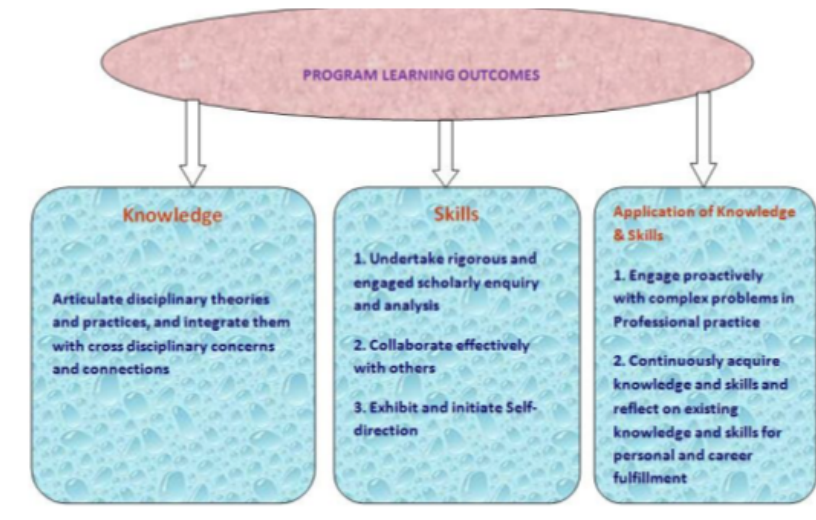 PROGRAM LEARNING OUTCOMES
Knowledge
Articulate disciplinary theories
and practices, and integrate them
with cross disciplinary concerns
and connections
Skills
1. Undertake rigorous and
engaged scholarly enquiry
and analysis
2. Collaborate effectively
with others
3. Exhibit and initiate Self-
direction
Application of Knowledge
& Skills
1. Engage proactively
with complex problems in
Professional practice
2. Continuously acquire
knowledge and skills and
reflect on existing
knowledge and skills for
personal and career
fulfillment